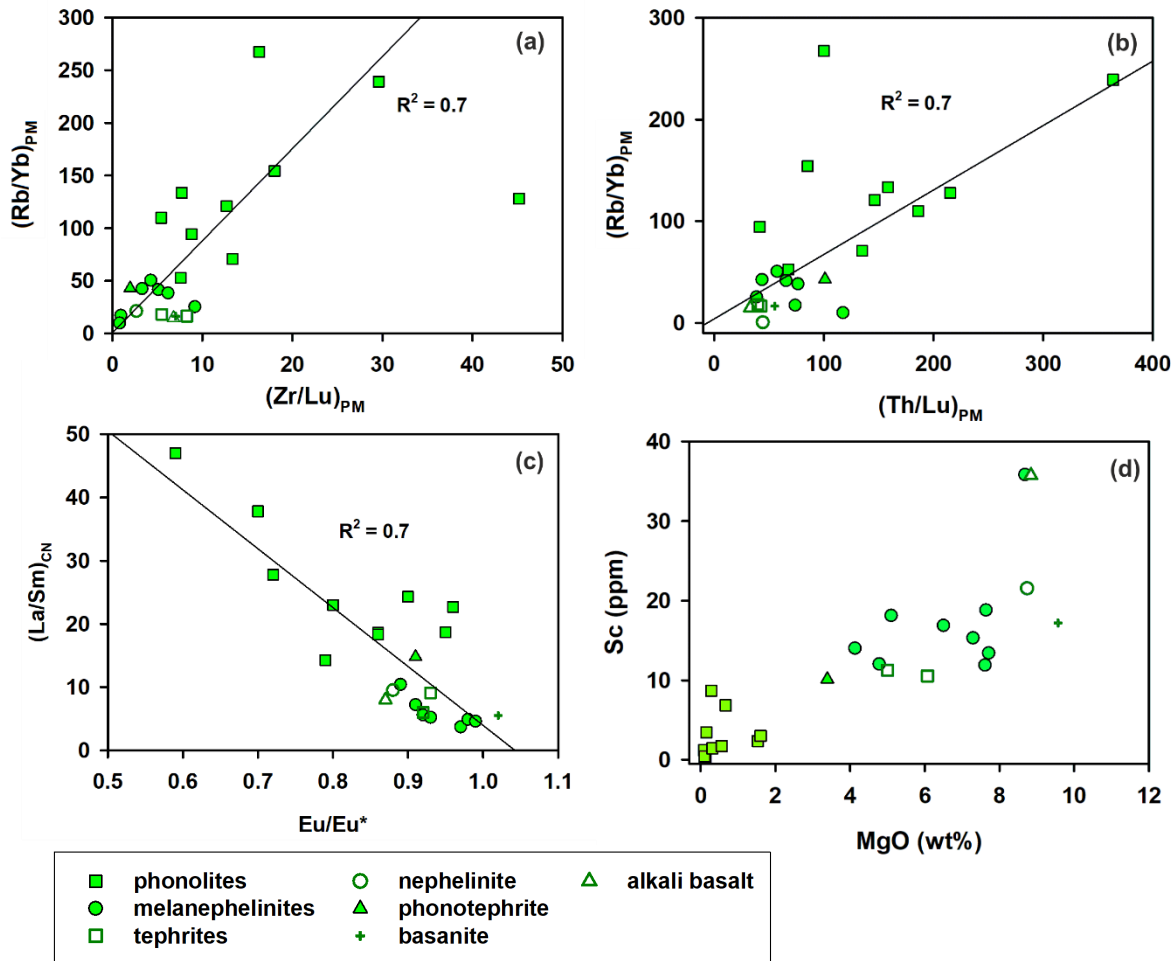 (a)
300
250
200
150
100
50
0
(Rb/Yb)PM
R² = 0.7
0 10 20 30 40 50
(Zr/Lu)PM
(b)
300
200
100
0
(Rb/Yb)PM
R² = 0.7
0 100 200 300 400
(Th/Lu)PM
(c)
50
40
30
20
10
0
(La/Sm)CN
R² = 0.7
0.5 0.6 0.7 0.8 0.9 1.0 1.1
Eu/Eu*
(d)
40
30
20
10
0
Sc (ppm)
0 2 4 6 8 10 12
MgO (wt%)
phonolites
melanephelinites
tephrites
nephelinite
phonotephrite
basanite
alkali basalt